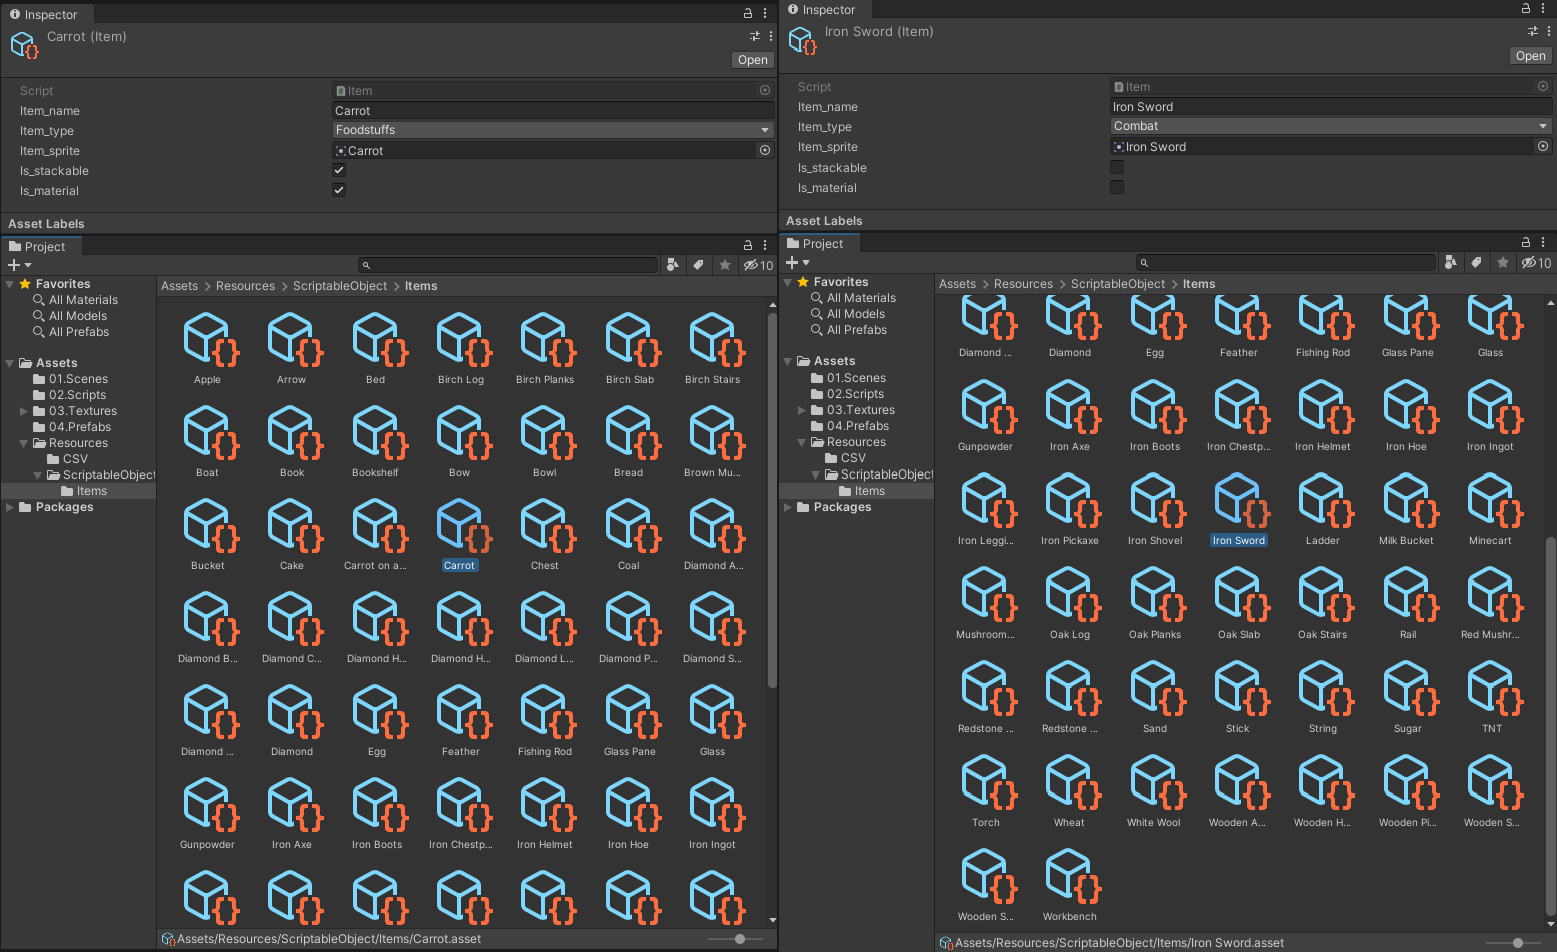 Inspector
Carrot (Item)
Open
Script Item
Item_name Carrot
Item_type Foodstuffs
Item_sprite Carrot
Is_stackable
Is_material
Asset Labels
Project
10
Favorites
All Materials
All Models
All Prefabs
Assets
01.Scenes
02.Scripts
03.Textures
04.Prefabs
Resources
CSV
ScriptableObject
Items
Packages
Assets > Resources > ScriptableObject > Items
Apple Arrow Bed Birch Log Birch Planks Birch Slab Birch Stairs
Boat Book Bookshelf Bow Bowl Bread Brown Mu...
Bucket Cake Carrot on a... Carrot Chest Coal Diamond A...
Diamond B... Diamond C... Diamond H... Diamond H... Diamond L... Diamond P... Diamond S...
Diamond ... Diamond Egg Feather Fishing Rod Glass Pane Glass
Gunpowder Iron Axe Iron Boots Iron Chestp... Iron Helmet Iron Hoe Iron Ingot
Assets/Resources/ScriptableObject/Items/Carrot.asset
Inspector
Iron Sword (Item)
Open
Script Item
Item_name Iron Sword
Item_type Combat
Item_sprite Iron Sword
Is_stackable
Is_material
Asset Labels
Project
10
Favorites
All Materials
All Models
All Prefabs
Assets
01.Scenes
02.Scripts
03.Textures
04.Prefabs
Resources
CSV
ScriptableObject
Items
Packages
Assets > Resources > ScriptableObject > Items
Diamond ... Diamond Egg Feather Fishing Rod Glass Pane Glass
Gunpowder Iron Axe Iron Boots Iron Chestp... Iron Helmet Iron Hoe Iron Ingot
Iron Leggi... Iron Pickaxe Iron Shovel Iron Sword Ladder Milk Bucket Minecart
Mushroom... Oak Log Oak Planks Oak Slab Oak Stairs Rail Red Mushr...
Redstone ... Redstone ... Sand Stick String Sugar TNT
Torch Wheat White Wool Wooden A... Wooden H... Wooden Pi... Wooden S...
Wooden S... Workbench
Assets/Resources/ScriptableObject/Items/Iron Sword.asset